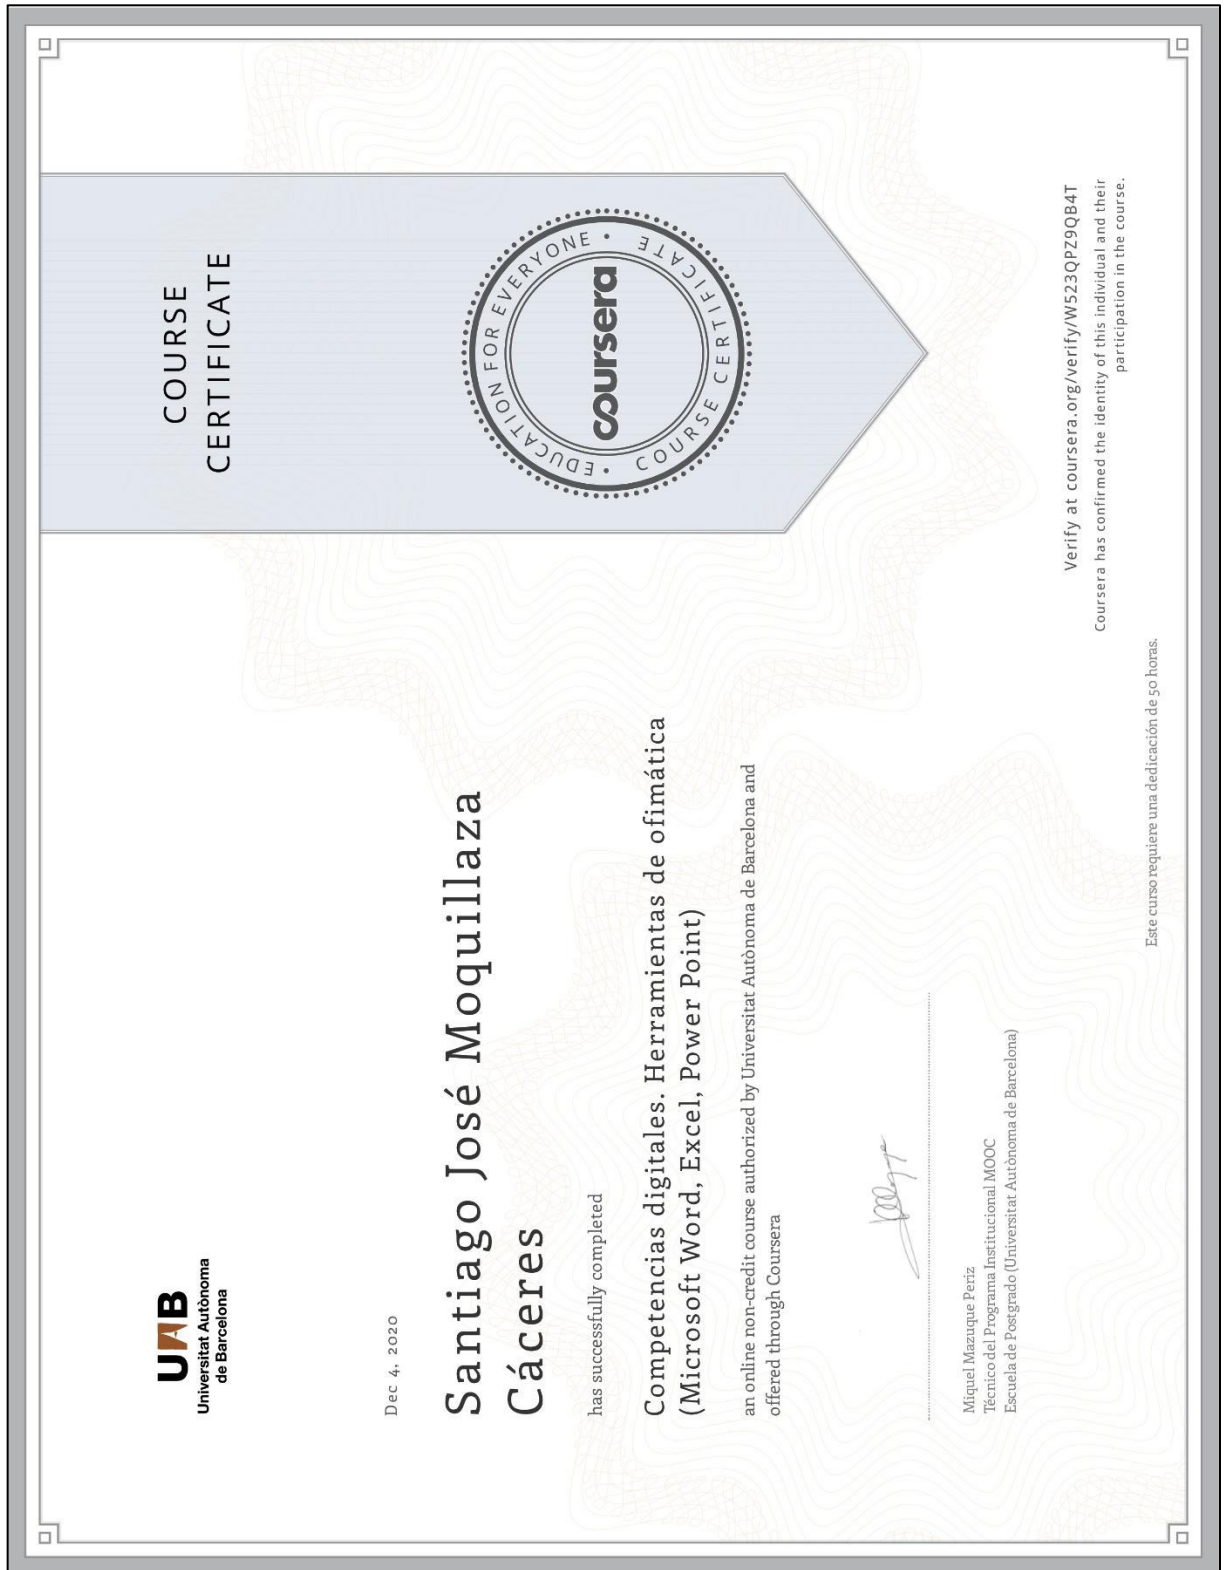 UAB
Universitat Autònoma
de Barcelona
Dec 4, 2020
Santiago José Moquillaza
Cáceres
has successfully completed
Competencias digitales. Herramientas de ofimática
(Microsoft Word, Excel, Power Point)
an online non-credit course authorized by Universitat Autònoma de Barcelona and
offered through Coursera
Miquel Mazuque Periz
Técnico del Programa Institucional MOOC
Escuela de Postgrado (Universitat Autònoma de Barcelona)
COURSE
CERTIFICATE
EDUCATION FOR EVERYONE
coursera
COURSE CERTIFICATE
Verify at coursera.org/verify/W523QPZ9QB4T
Coursera has confirmed the identity of this individual and their
participation in the course.
Este curso requiere una dedicación de 50 horas.